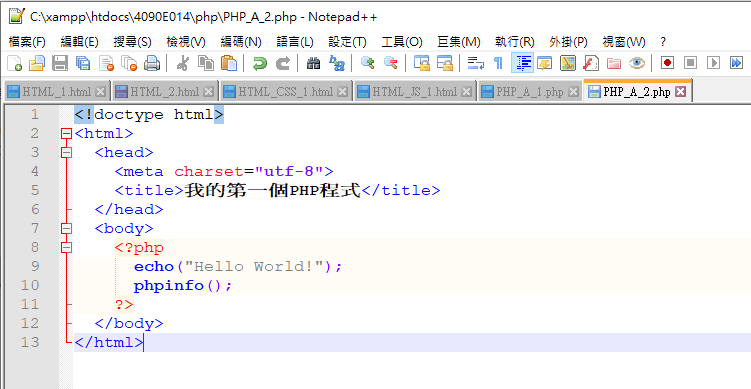 C:\xampp\htdocs\4090E014\php\PHP_A_2.php - Notepad++
檔案(F) 編輯(E) 搜尋(S) 檢視(V) 編碼(N) 語言(L) 設定(T) 工具(O) 巨集(M) 執行(R) 外掛(P) 視窗(W) ?
HTML_1.html HTML_2.html HTML_CSS_1.html HTML_JS_1.html PHP_A_1.php PHP_A_2.php
1 <!doctype html>
2 <html>
3 <head>
4 <meta charset="utf-8">
5 <title>我的第一個PHP程式</title>
6 </head>
7 <body>
8 <?php
9 echo("Hello World!");
10 phpinfo();
11 ?>
12 </body>
13 </html>